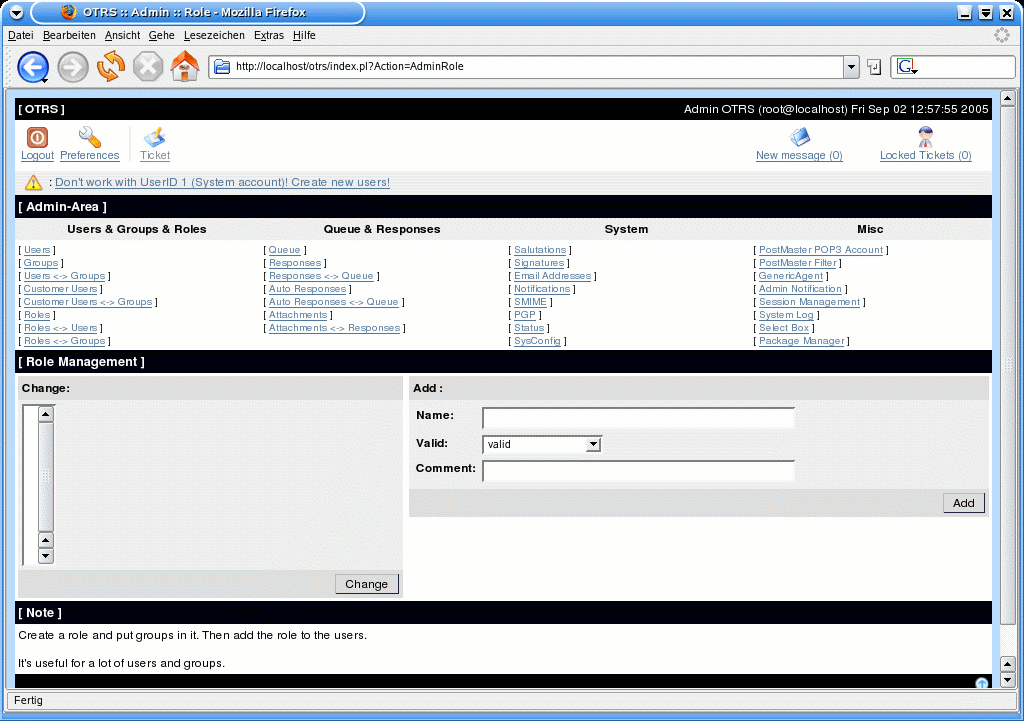 OTRS :: Admin :: Role - Mozilla Firefox
Datei Bearbeiten Ansicht Gehe Lesezeichen Extras Hilfe
http://localhost/otrs/index.pl?Action=AdminRole
G
[ OTRS ] Admin OTRS (root@localhost) Fri Sep 02 12:57:55 2005
Logout Preferences Ticket New message (0) Locked Tickets (0)
: Don't work with UserID 1 (System account)! Create new users!
[ Admin-Area ]
Users & Groups & Roles Queue & Responses System Misc
[ Users ] [ Queue ] [ Salutations ] [ PostMaster POP3 Account ]
[ Groups ] [ Responses ] [ Signatures ] [ PostMaster Filter ]
[ Users <-> Groups ] [ Responses <-> Queue ] [ Email Addresses ] [ GenericAgent ]
[ Customer Users ] [ Auto Responses ] [ Notifications ] [ Admin Notification ]
[ Customer Users <-> Groups ] [ Auto Responses <-> Queue ] [ SMIME ] [ Session Management ]
[ Roles ] [ Attachments ] [ PGP ] [ System Log ]
[ Roles <-> Users ] [ Attachments <-> Responses ] [ Status ] [ Select Box ]
[ Roles <-> Groups ] [ SysConfig ] [ Package Manager ]
[ Role Management ]
Change: Add :
Name:
Valid: valid
Comment:
Add
Change
[ Note ]
Create a role and put groups in it. Then add the role to the users.
It's useful for a lot of users and groups.
Fertig